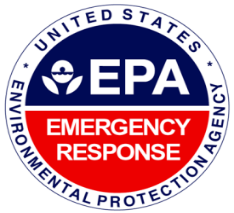 UNITED STATES
EPA
EMERGENCY
RESPONSE
ENVIRONMENTAL PROTECTION AGENCY